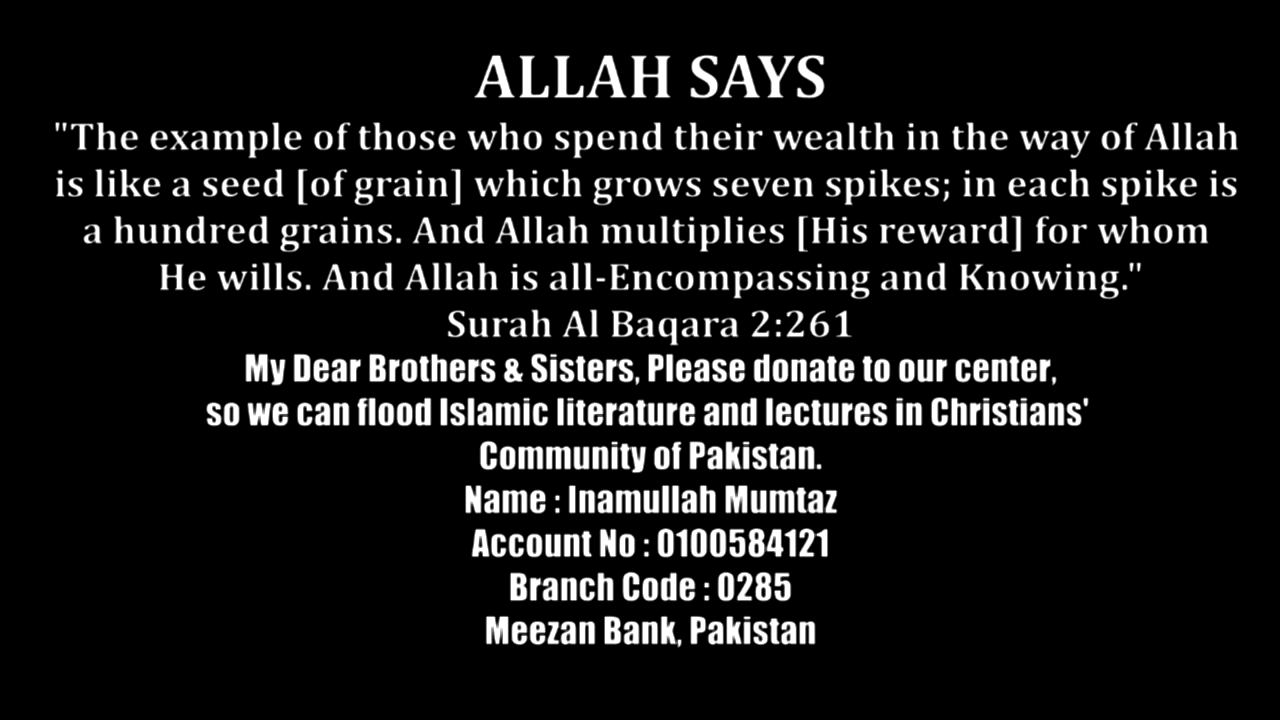 ALLAH SAYS
"The example of those who spend their wealth in the way of Allah
is like a seed [of grain] which grows seven spikes; in each spike is
a hundred grains. And Allah multiplies [His reward] for whom
He wills. And Allah is all-Encompassing and Knowing."
Surah Al Baqara 2:261
My Dear Brothers & Sisters, Please donate to our center,
so we can flood Islamic literature and lectures in Christians'
Community of Pakistan.
Name : Inamullah Mumtaz
Account No : 0100584121
Branch Code : 0285
Meezan Bank, Pakistan